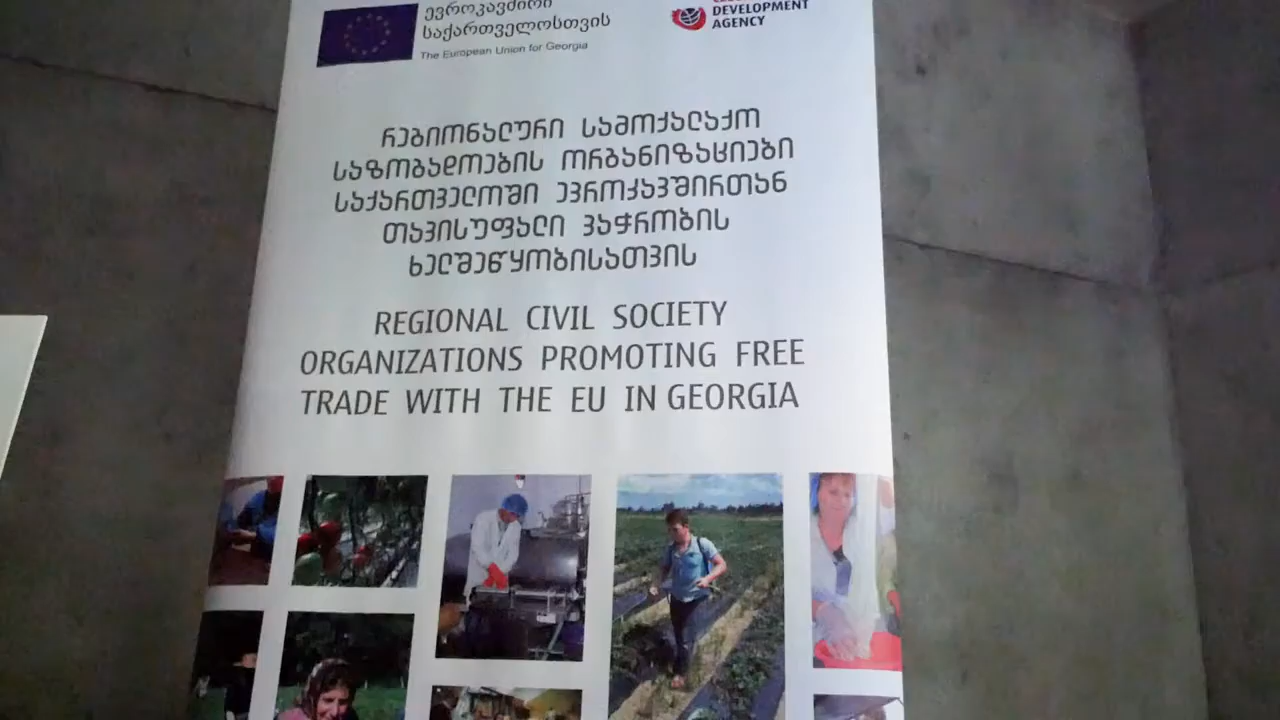 ევროკავშირი
საქართველოსთვის
The European Union for Georgia
DEVELOPMENT
AGENCY
რეგიონალური სამოქალაქო
საზოგადოების ორგანიზაციები
საქართველოში ევროკავშირთან
თავისუფალი ვაჭრობის
ხელშეწყობისათვის
REGIONAL CIVIL SOCIETY
ORGANIZATIONS PROMOTING FREE
TRADE WITH THE EU IN GEORGIA